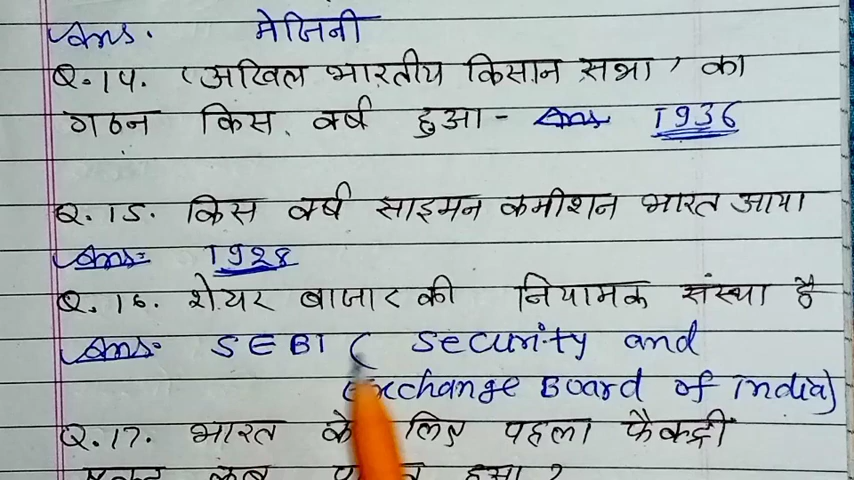 Ans. मेजिनी
Q.14. 'अखिल भारतीय किसान सभा' का
गठन किस वर्ष हुआ- Ans 1936
Q.15. किस वर्ष साइमन कमीशन भारत आया
Ans= 1928
Q.16. शेयर बाजार की नियामक संस्था है
Ans= SEBI ( Security and
Exchange Board of India)
Q.17. भारत के लिए पहला फैक्ट्री
कब हुआ?